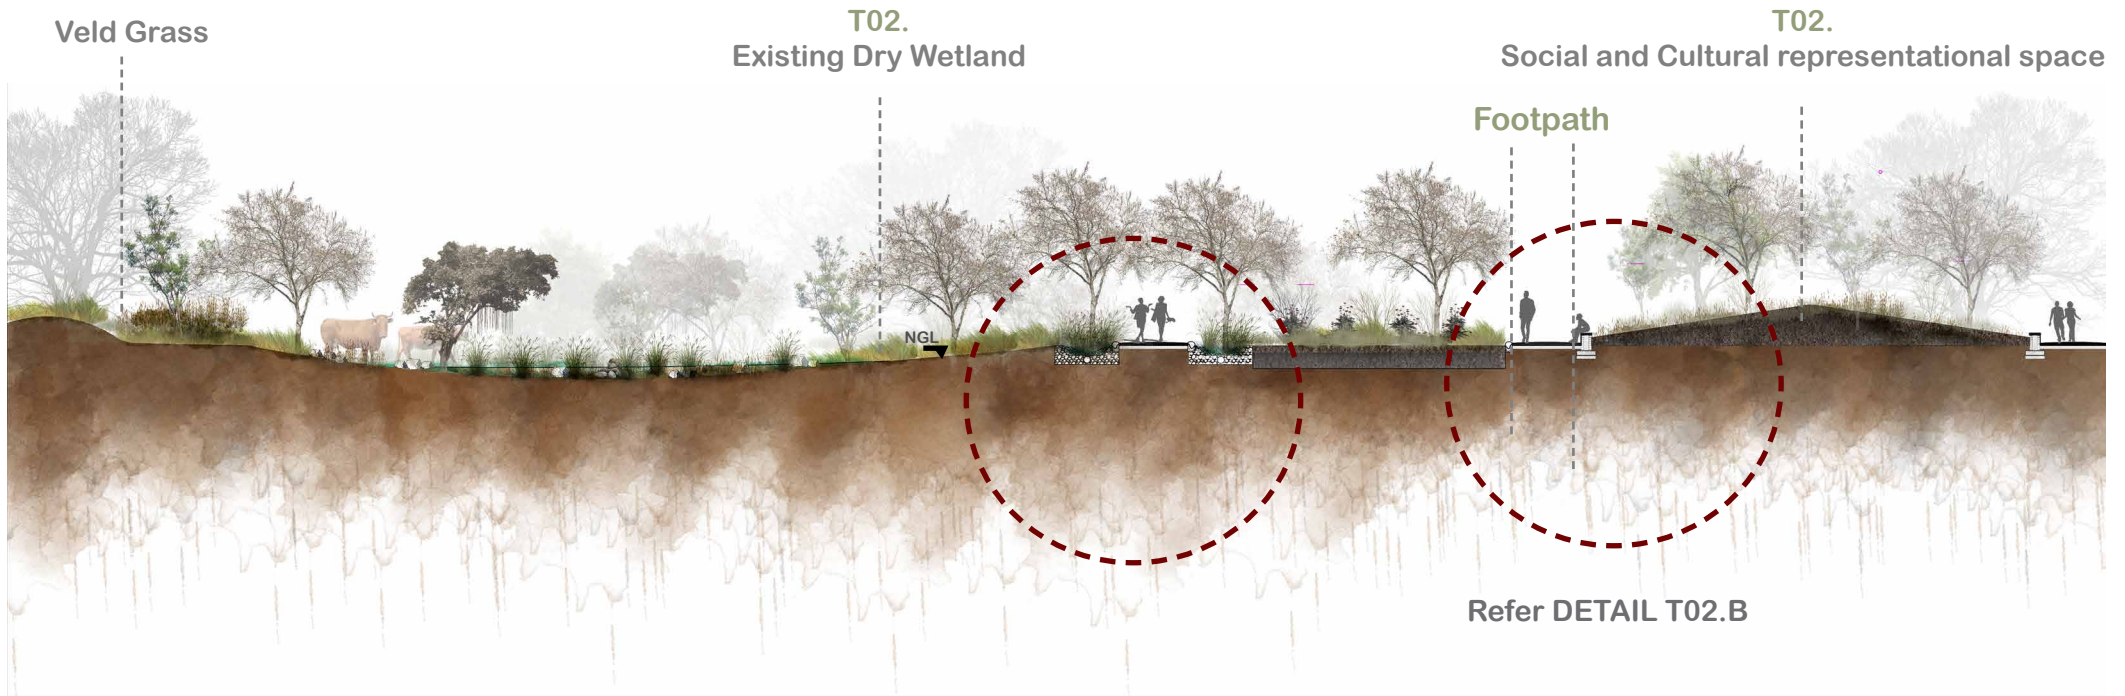 Veld Grass
T02.
Existing Dry Wetland
T02.
Social and Cultural representational space
Footpath
NGL
Refer DETAIL T02.B